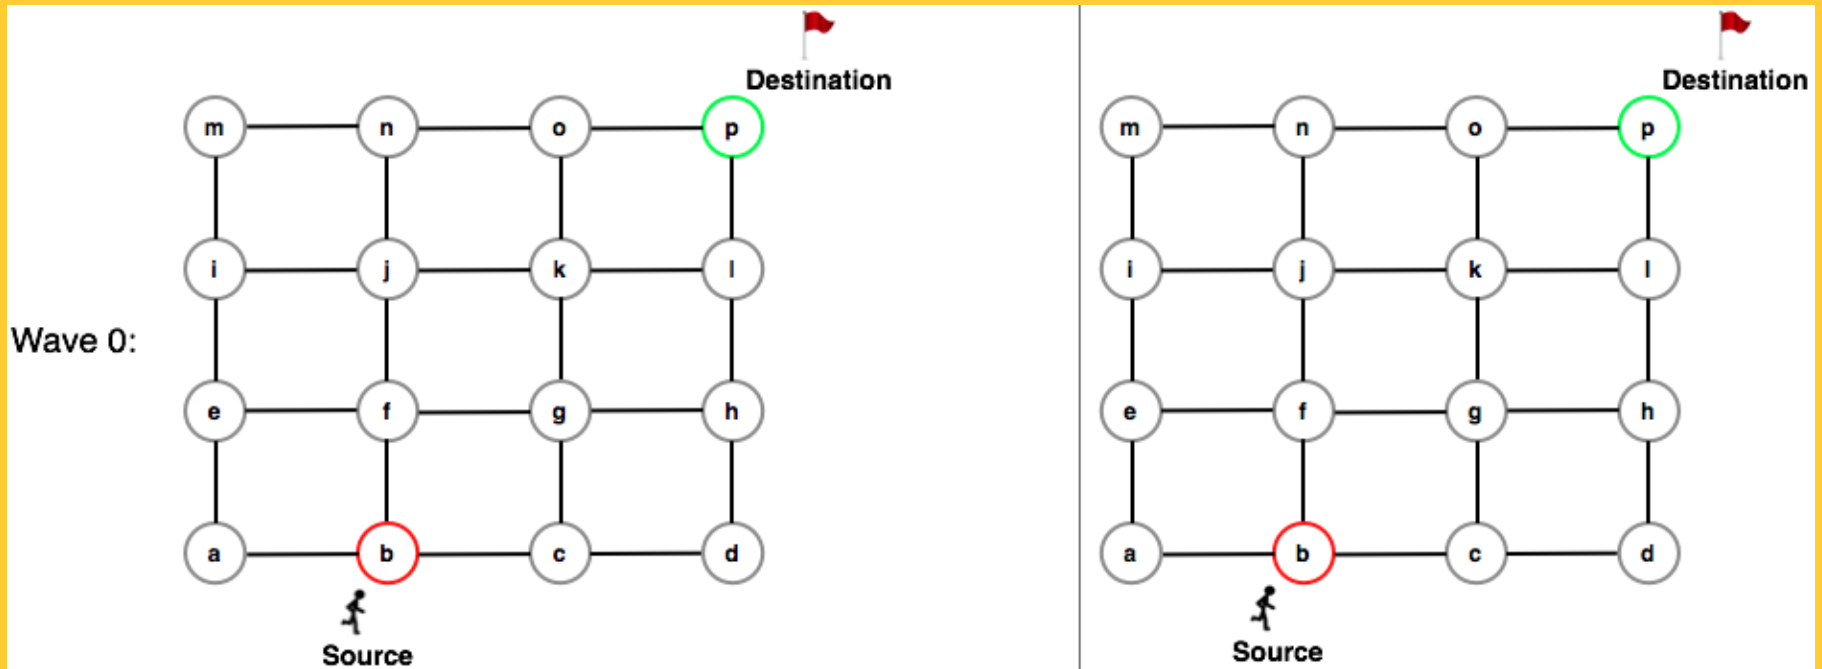 Destination
Destination
m n o p
m n o p
i j k l
i j k l
Wave 0:
e f g h
e f g h
a b c d
a b c d
Source
Source